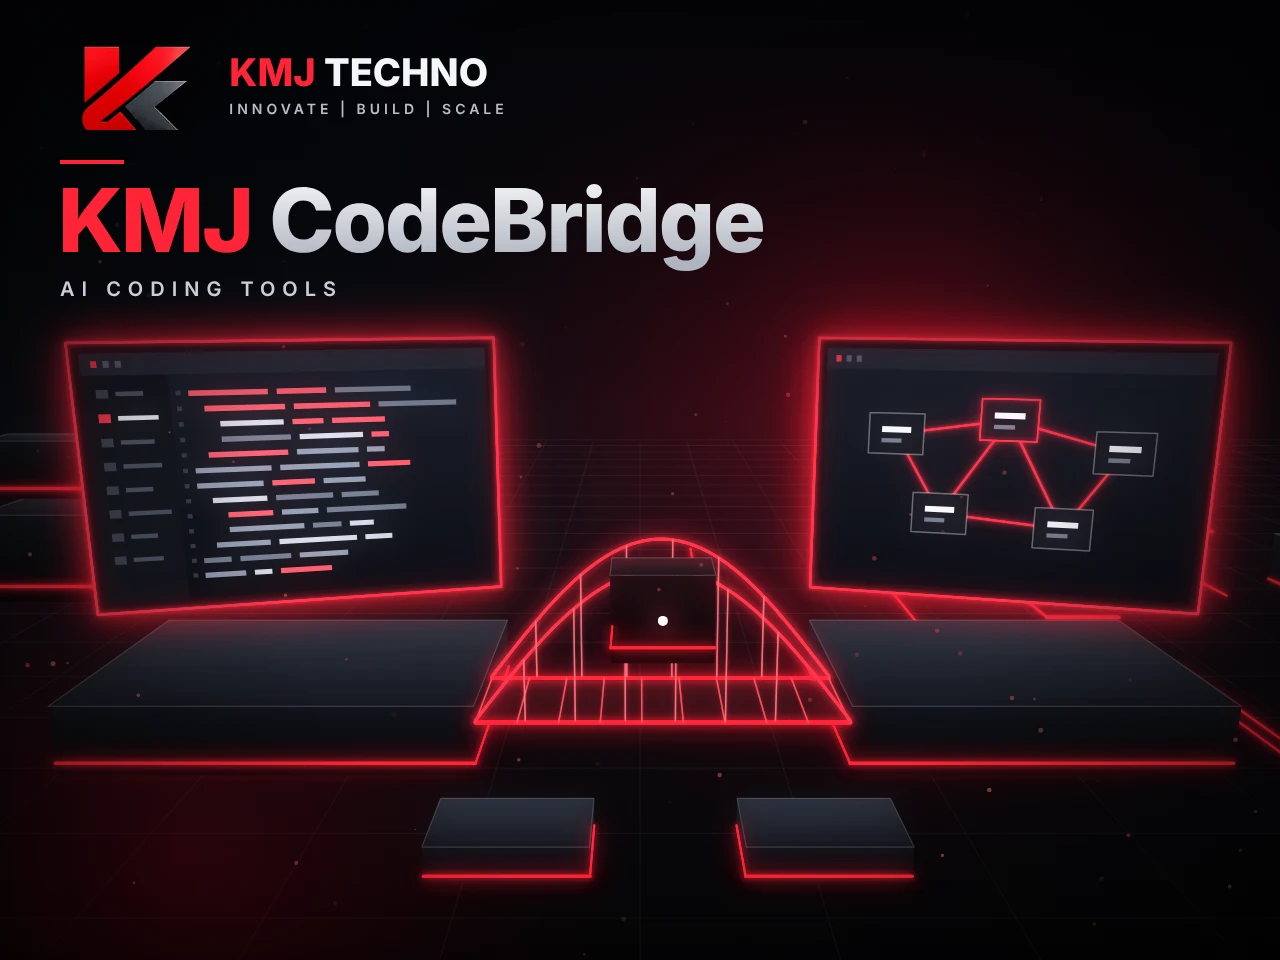 KMJ TECHNO
INNOVATE | BUILD | SCALE
KMJ CodeBridge
AI CODING TOOLS